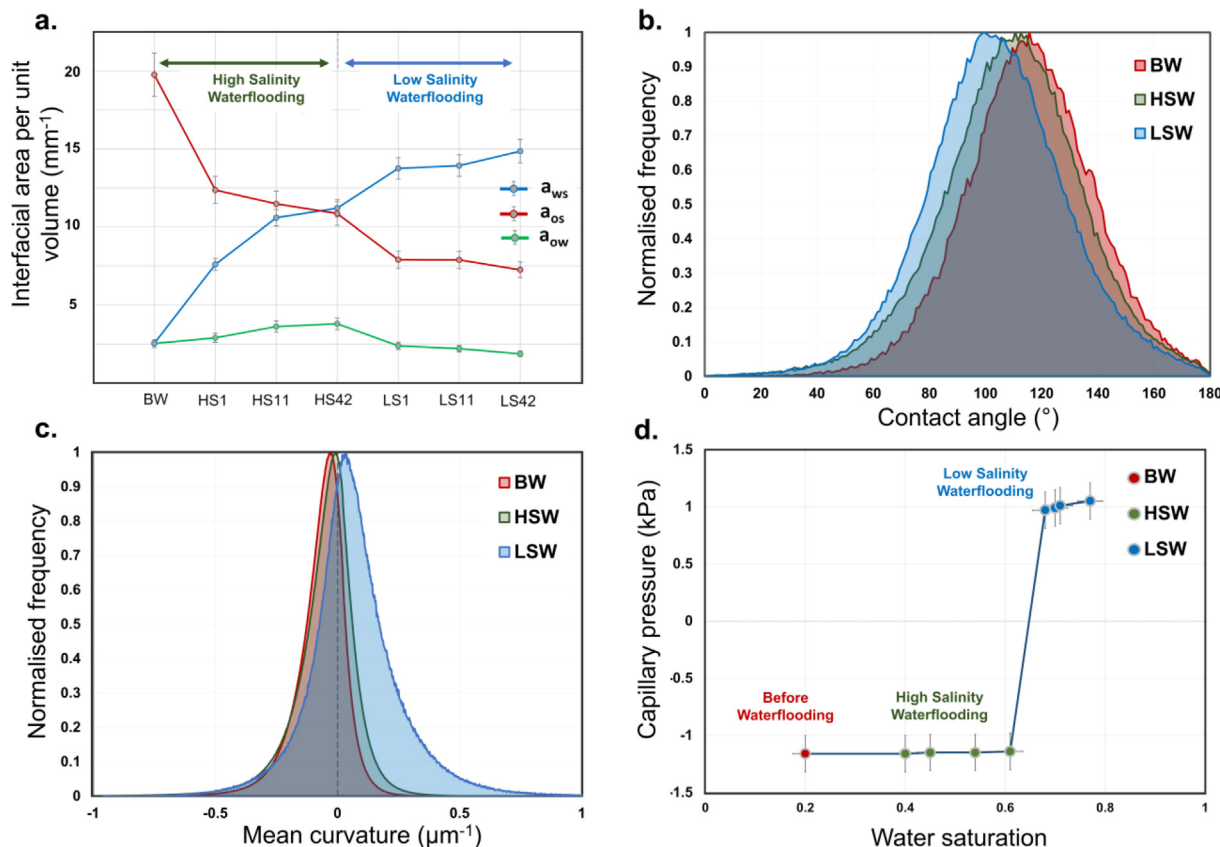 a.
Interfacial area per unit
volume (mm-1)
20
15
10
5
High Salinity
Waterflooding
Low Salinity
Waterflooding
aws
aos
aow
BW HS1 HS11 HS42 LS1 LS11 LS42
b.
Normalised frequency
1
0.9
0.8
0.7
0.6
0.5
0.4
0.3
0.2
0.1
0
BW
HSW
LSW
0 20 40 60 80 100 120 140 160 180
Contact angle (°)
c.
Normalised frequency
1
0.9
0.8
0.7
0.6
0.5
0.4
0.3
0.2
0.1
0
BW
HSW
LSW
-1 -0.5 0 0.5 1
Mean curvature (µm-1)
d.
Capillary pressure (kPa)
1.5
1
0.5
0
-0.5
-1
-1.5
Low Salinity
Waterflooding
BW
HSW
LSW
Before
Waterflooding
High Salinity
Waterflooding
0 0.2 0.4 0.6 0.8 1
Water saturation